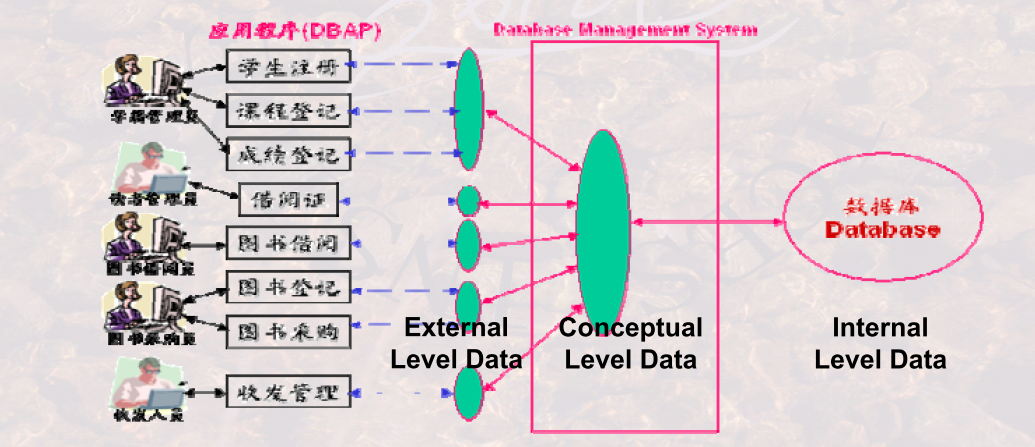 应用程序(DBAP)
Database Management System
学生注册
学籍管理员
课程登记
成绩登记
读者管理员
借阅证
图书借阅
图书借阅员
图书登记
图书采购
图书采购员
收发管理
收发人员
数据库
Database
External
Level Data
Conceptual
Level Data
Internal
Level Data